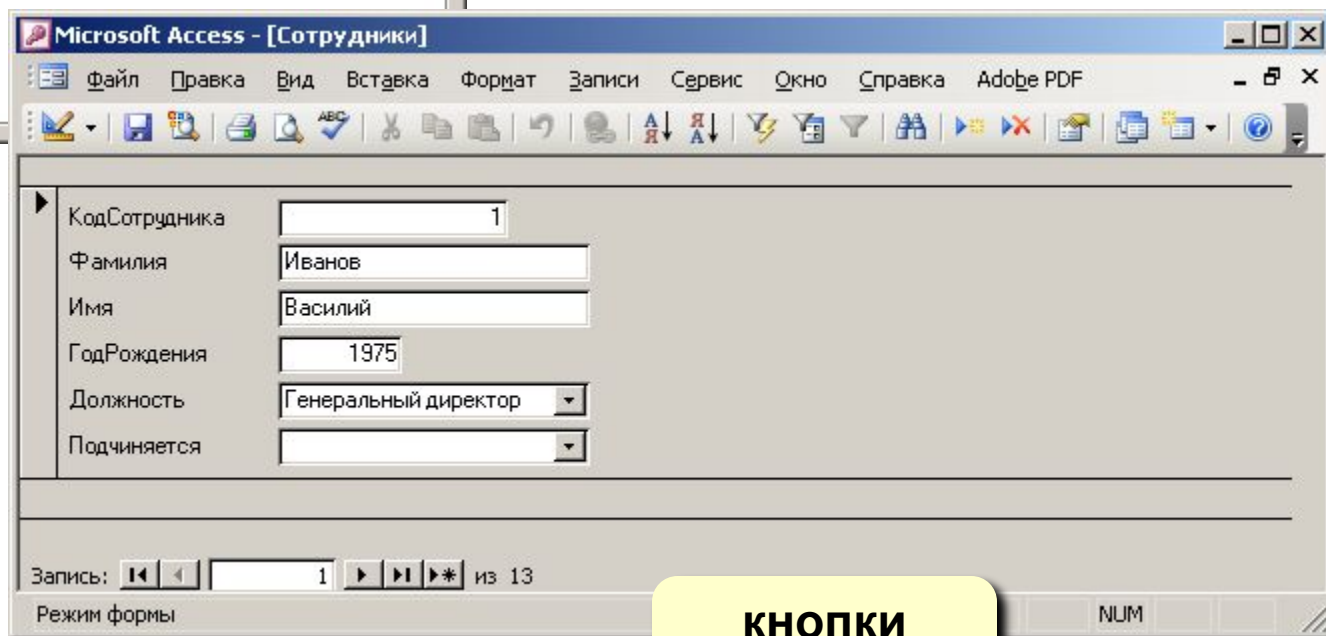 Microsoft Access - [Сотрудники]
Файл Правка Вид Вставка Формат Записи Сервис Окно Справка Adobe PDF
КодСотрудника 1
Фамилия Иванов
Имя Василий
ГодРождения 1975
Должность Генеральный директор
Подчиняется
Запись: 1 из 13
Режим формы NUM
кнопки